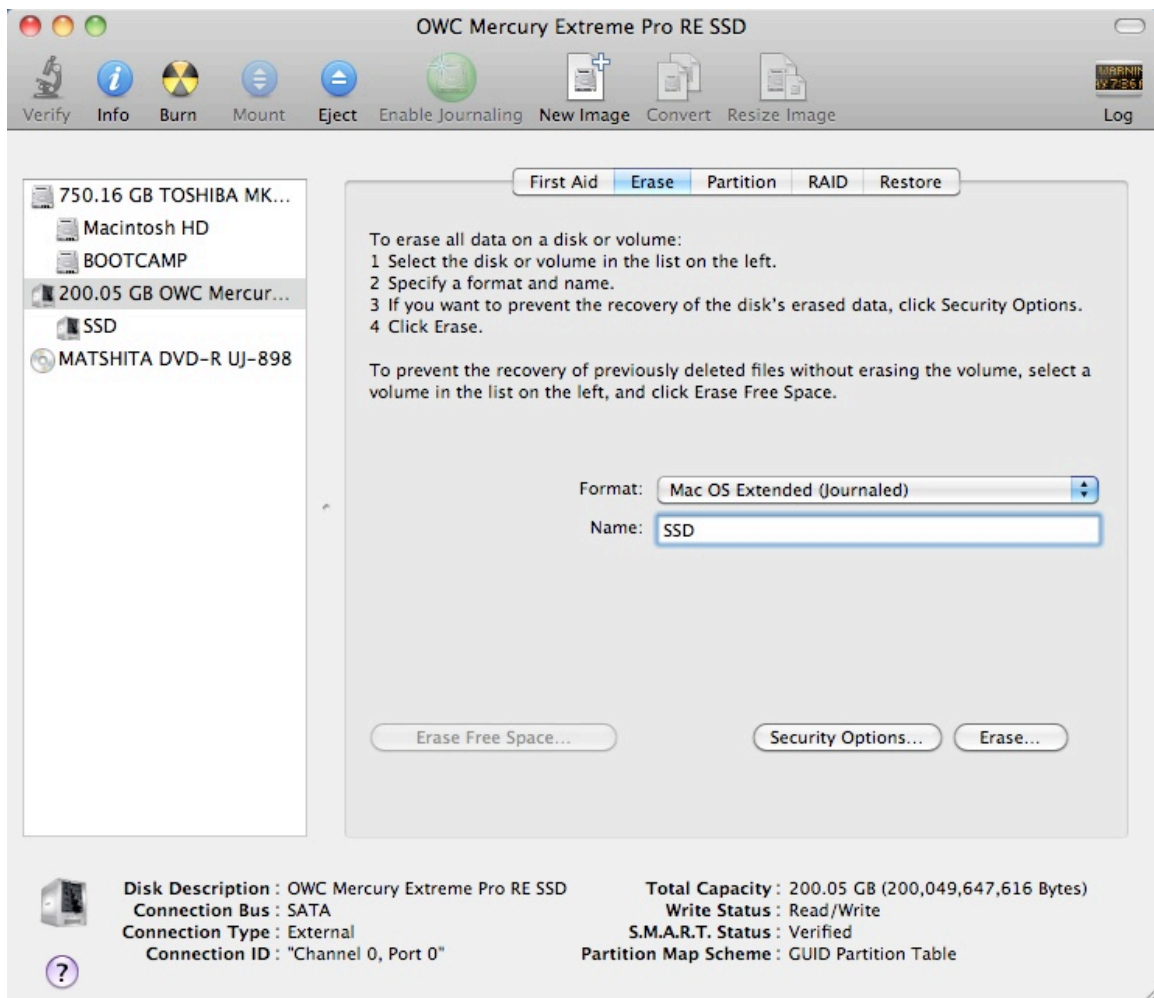 OWC Mercury Extreme Pro RE SSD
Verify Info Burn Mount Eject Enable Journaling New Image Convert Resize Image Log
WARNIN
750.16 GB TOSHIBA MK...
Macintosh HD
BOOTCAMP
200.05 GB OWC Mercur...
SSD
MATSHITA DVD-R UJ-898
First Aid Erase Partition RAID Restore
To erase all data on a disk or volume:
1 Select the disk or volume in the list on the left.
2 Specify a format and name.
3 If you want to prevent the recovery of the disk's erased data, click Security Options.
4 Click Erase.
To prevent the recovery of previously deleted files without erasing the volume, select a
volume in the list on the left, and click Erase Free Space.
Format: Mac OS Extended (Journaled)
Name: SSD
Erase Free Space... Security Options... Erase...
Disk Description : OWC Mercury Extreme Pro RE SSD
Connection Bus : SATA
Connection Type : External
Connection ID : "Channel 0, Port 0"
Total Capacity : 200.05 GB (200,049,647,616 Bytes)
Write Status : Read/Write
S.M.A.R.T. Status : Verified
Partition Map Scheme : GUID Partition Table
?